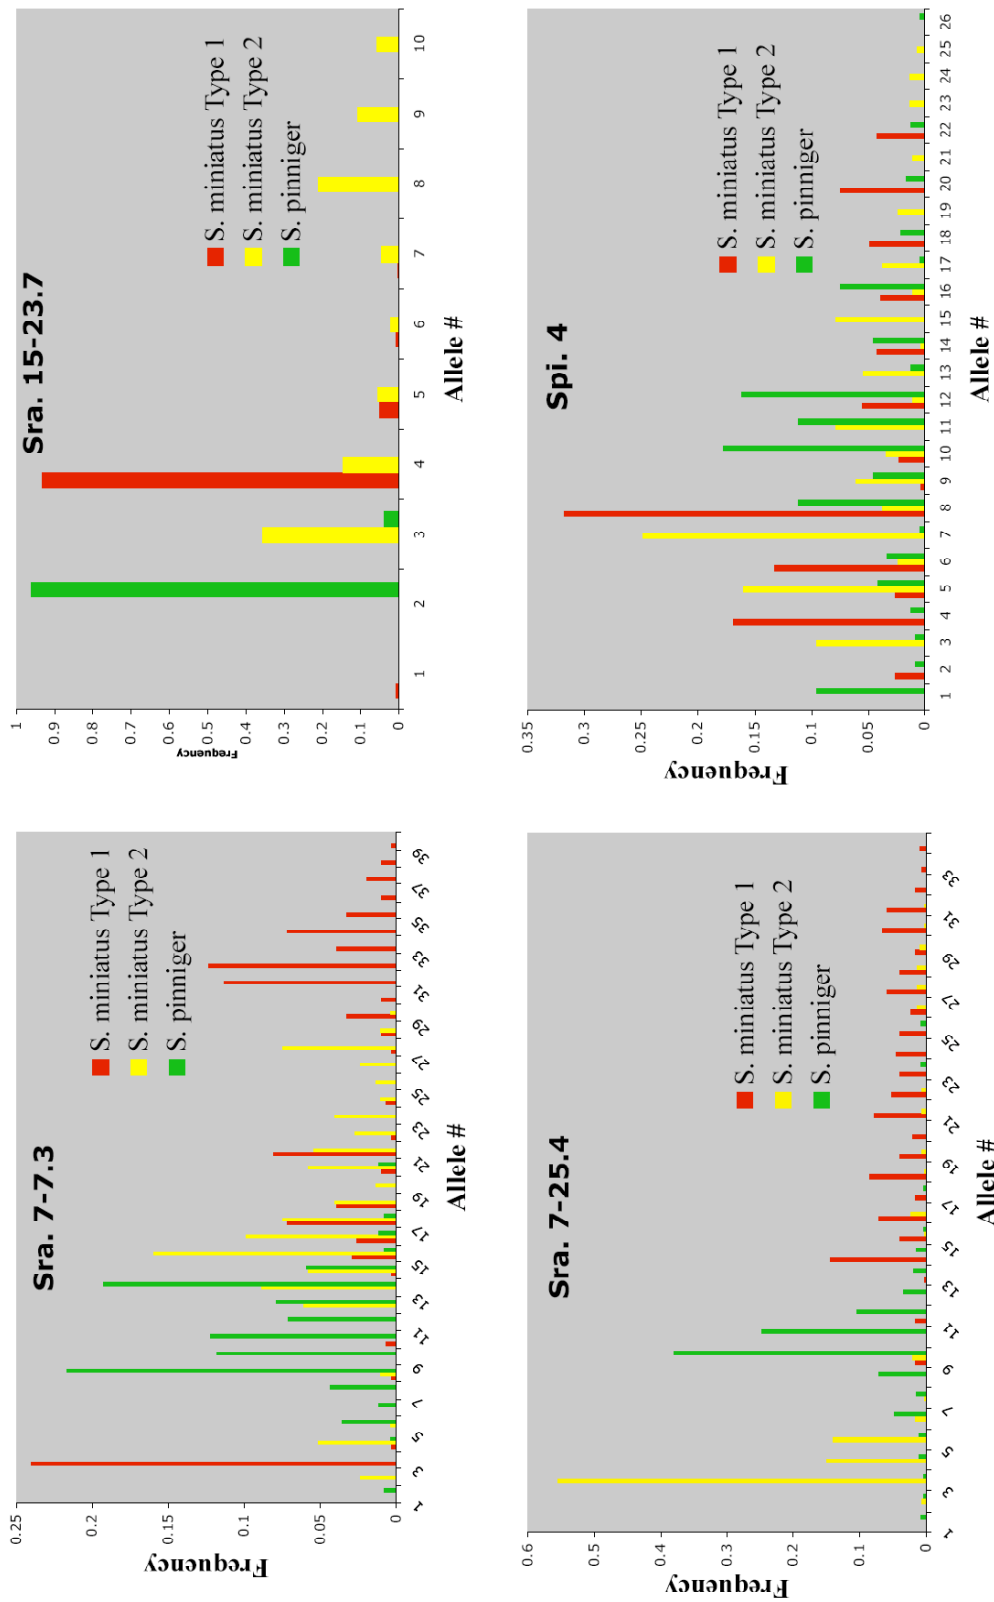 Sra. 7-7.3
0.25
0.2
0.15
0.1
0.05
0
Frequency
S. miniatus Type 1
S. miniatus Type 2
S. pinniger
1 3 5 7 9 11 13 15 17 19 21 23 25 27 29 31 33 35 37 39
Allele #
Sra. 15-23.7
1
0.9
0.8
0.7
0.6
0.5
0.4
0.3
0.2
0.1
0
Frequency
S. miniatus Type 1
S. miniatus Type 2
S. pinniger
1 2 3 4 5 6 7 8 9 10
Allele #
Sra. 7-25.4
0.6
0.5
0.4
0.3
0.2
0.1
0
Frequency
S. miniatus Type 1
S. miniatus Type 2
S. pinniger
1 3 5 7 9 11 13 15 17 19 21 23 25 27 29 31 33
Allele #
Spi. 4
0.35
0.3
0.25
0.2
0.15
0.1
0.05
0
Frequency
S. miniatus Type 1
S. miniatus Type 2
S. pinniger
1 2 3 4 5 6 7 8 9 10 11 12 13 14 15 16 17 18 19 20 21 22 23 24 25 26
Allele #